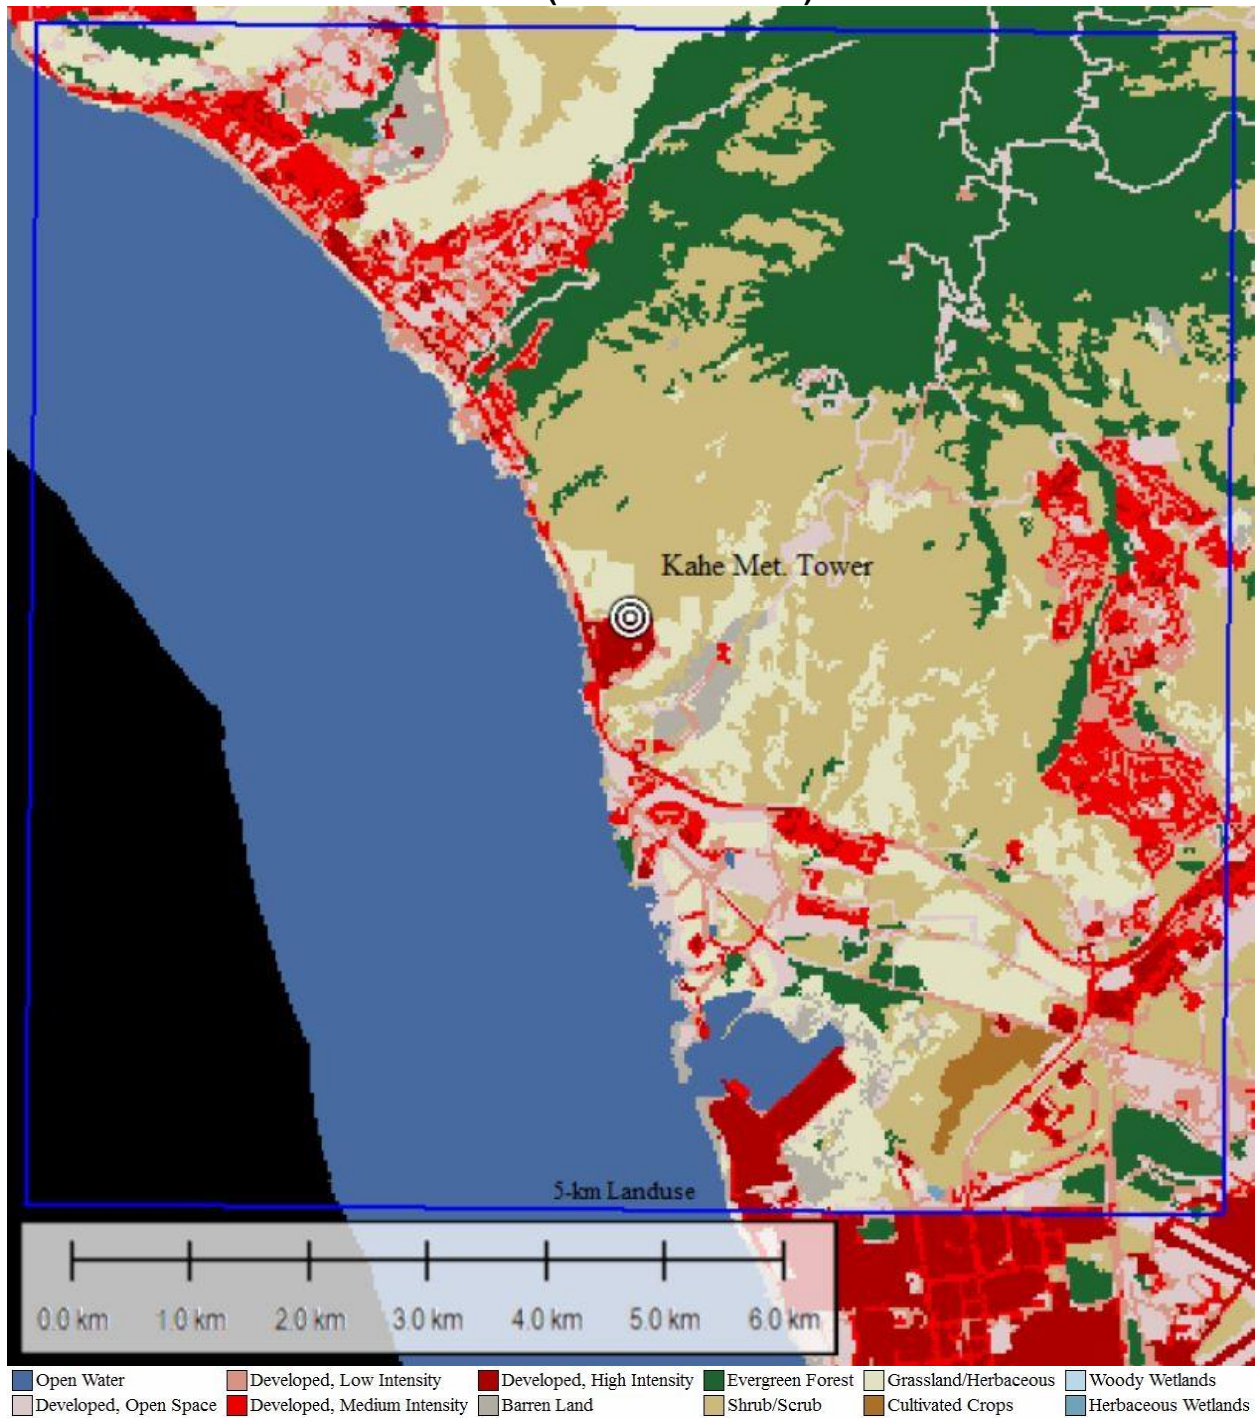 Kahe Met. Tower
5-km Landuse
0.0 km 1.0 km 2.0 km 3.0 km 4.0 km 5.0 km 6.0 km
Open Water Developed, Low Intensity Developed, High Intensity Evergreen Forest Grassland/Herbaceous Woody Wetlands
Developed, Open Space Developed, Medium Intensity Barren Land Shrub/Scrub Cultivated Crops Herbaceous Wetlands